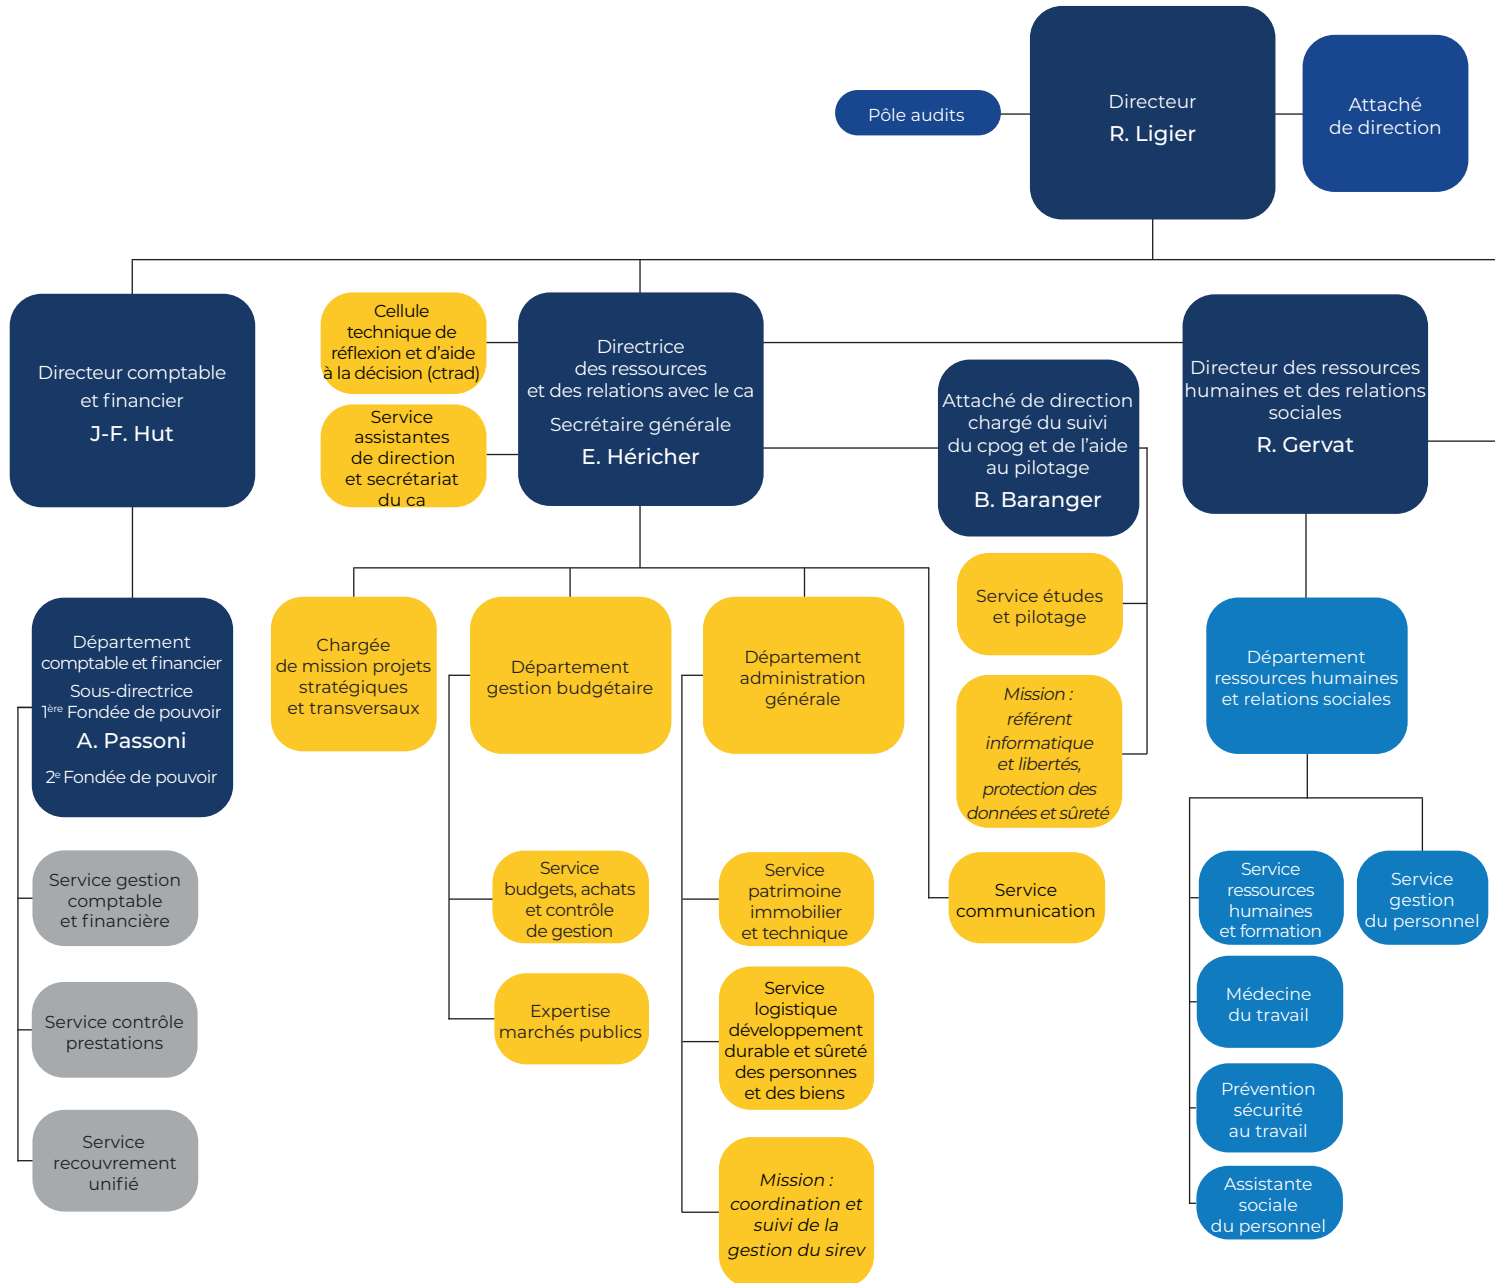 Pôle audits
Directeur
R. Ligier
Attaché
de direction
Directeur comptable
et financier
J-F. Hut
Cellule
technique de
réflexion et d'aide
à la décision (ctrad)
Service
assistantes
de direction
et secrétariat
du ca
Directrice
des ressources
et des relations avec le ca
Secrétaire générale
E. Héricher
Attaché de direction
chargé du suivi
du cpog et de l'aide
au pilotage
B. Baranger
Directeur des ressources
humaines et des relations
sociales
R. Gervat
Département
comptable et financier
Sous-directrice
1ère Fondée de pouvoir
A. Passoni
2e Fondée de pouvoir
Chargée
de mission projets
stratégiques
et transversaux
Département
gestion budgétaire
Département
administration
générale
Service études
et pilotage
Mission :
référent
informatique
et libertés,
protection des
données et sûreté
Département
ressources humaines
et relations sociales
Service gestion
comptable
et financière
Service contrôle
prestations
Service
recouvrement
unifié
Service
budgets, achats
et contrôle
de gestion
Expertise
marchés publics
Service
patrimoine
immobilier
et technique
Service
logistique
développement
durable et sûreté
des personnes
et des biens
Mission :
coordination et
suivi de la
gestion du sirev
Service
communication
Service
ressources
humaines
et formation
Médecine
du travail
Prévention
sécurité
au travail
Assistante
sociale
du personnel
Service
gestion
du personnel